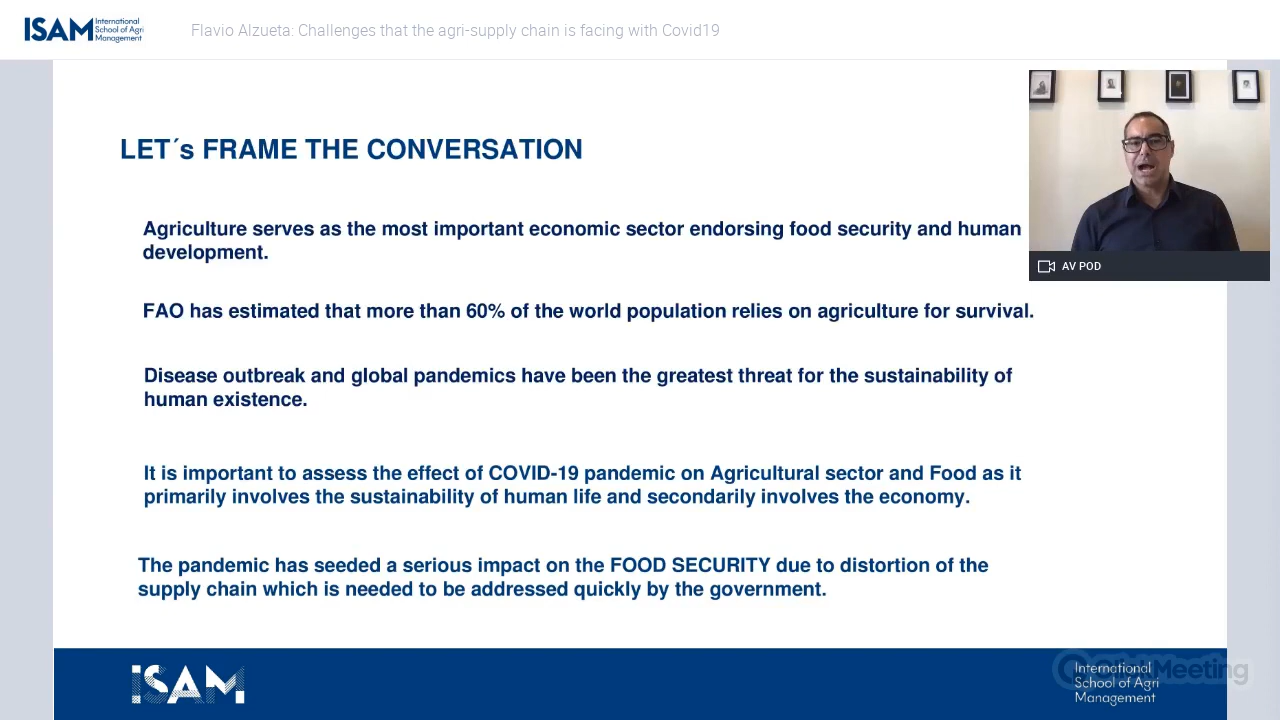 ISAM International
School of Agri
Management
Flavio Alzueta: Challenges that the agri-supply chain is facing with Covid19
LET´s FRAME THE CONVERSATION
Agriculture serves as the most important economic sector endorsing food security and human
development.
AV POD
FAO has estimated that more than 60% of the world population relies on agriculture for survival.
Disease outbreak and global pandemics have been the greatest threat for the sustainability of
human existence.
It is important to assess the effect of COVID-19 pandemic on Agricultural sector and Food as it
primarily involves the sustainability of human life and secondarily involves the economy.
The pandemic has seeded a serious impact on the FOOD SECURITY due to distortion of the
supply chain which is needed to be addressed quickly by the government.
ISAM
International
School of Agri
Management
ClickMeeting